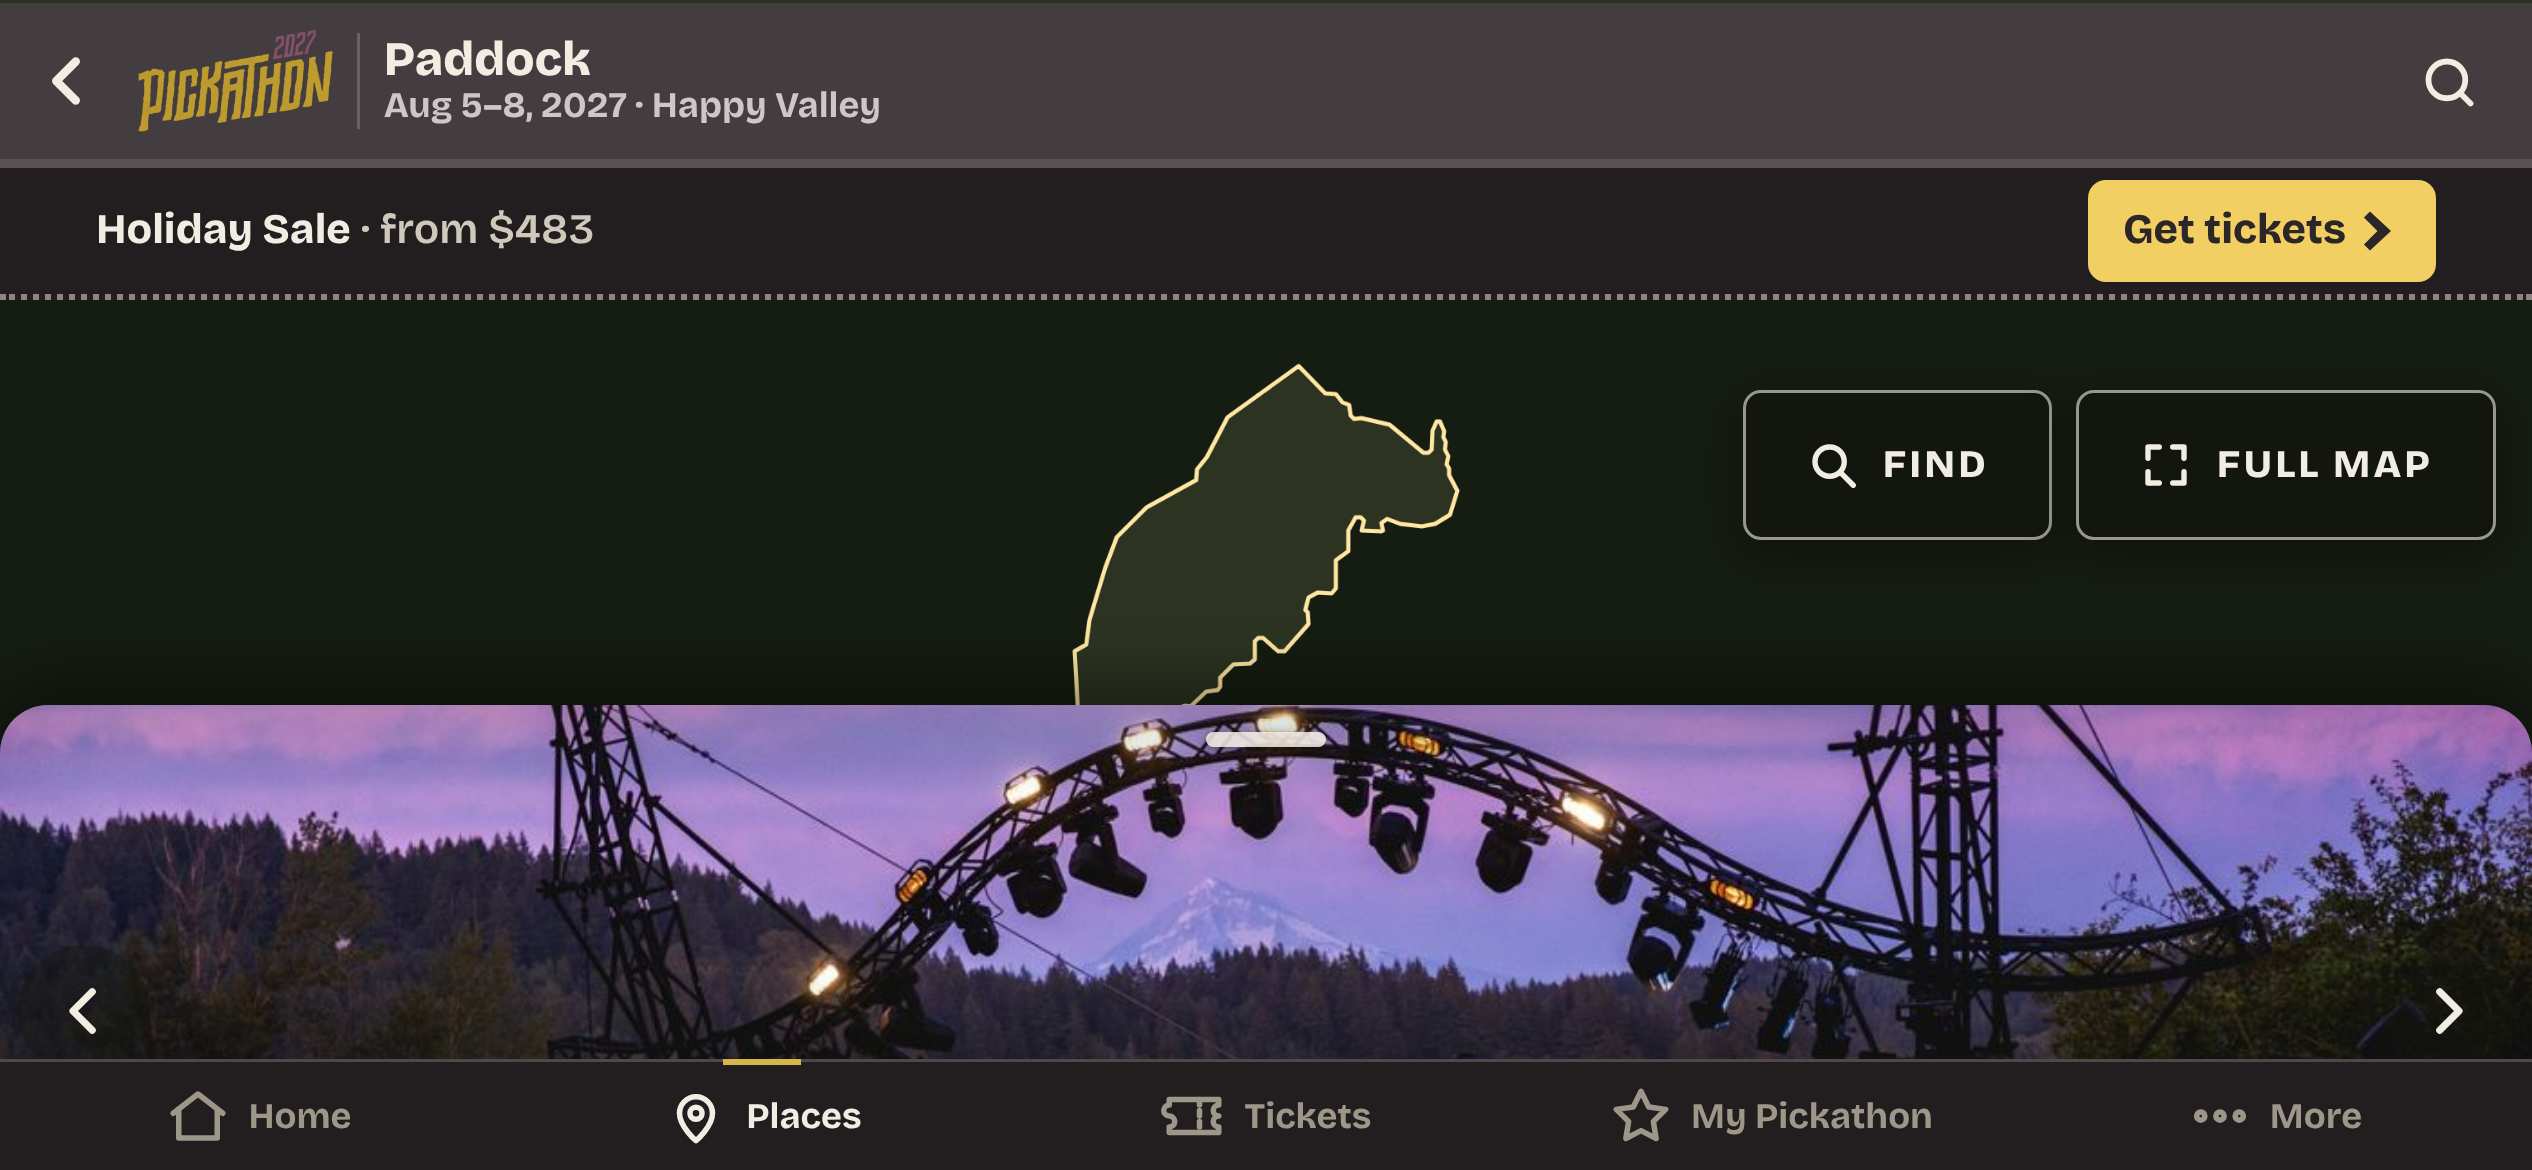 2027
PICKATHON
Paddock
Aug 5–8, 2027 · Happy Valley
Holiday Sale · from $483
Get tickets
FIND
FULL MAP
Home
Places
Tickets
My Pickathon
More